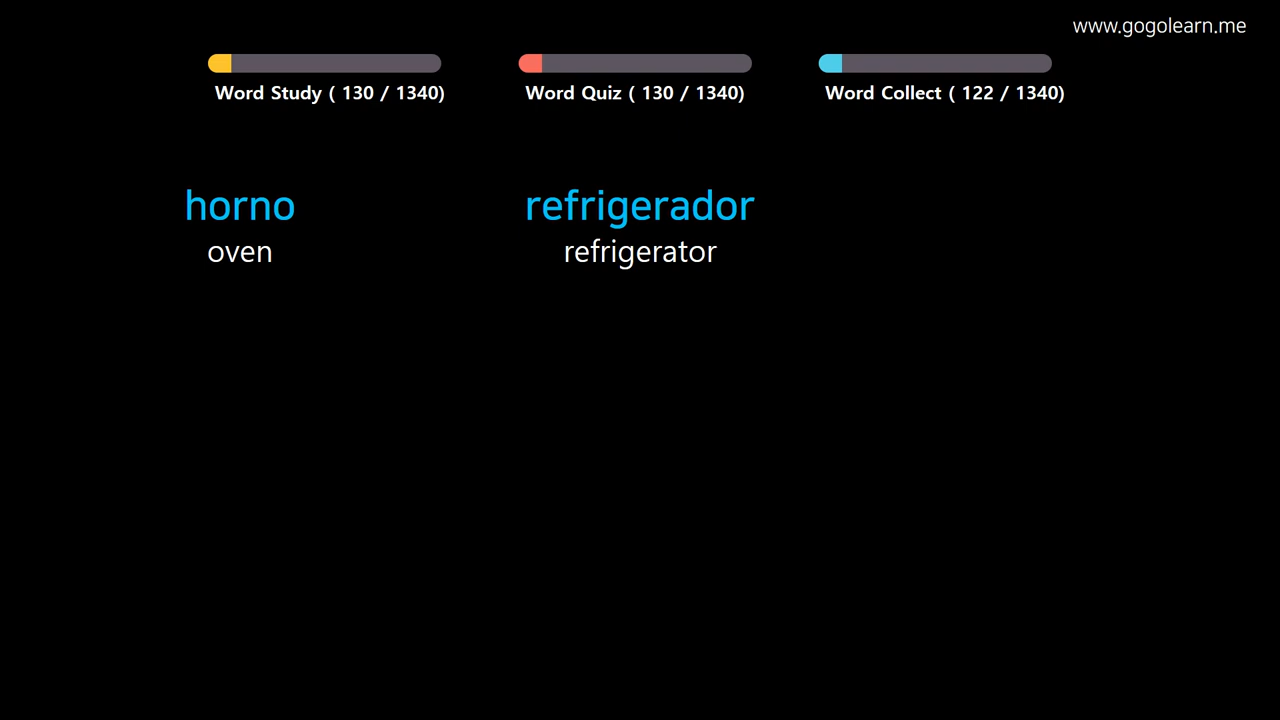 www.gogolearn.me
Word Study ( 130 / 1340)
Word Quiz ( 130 / 1340)
Word Collect ( 122 / 1340)
horno
oven
refrigerador
refrigerator